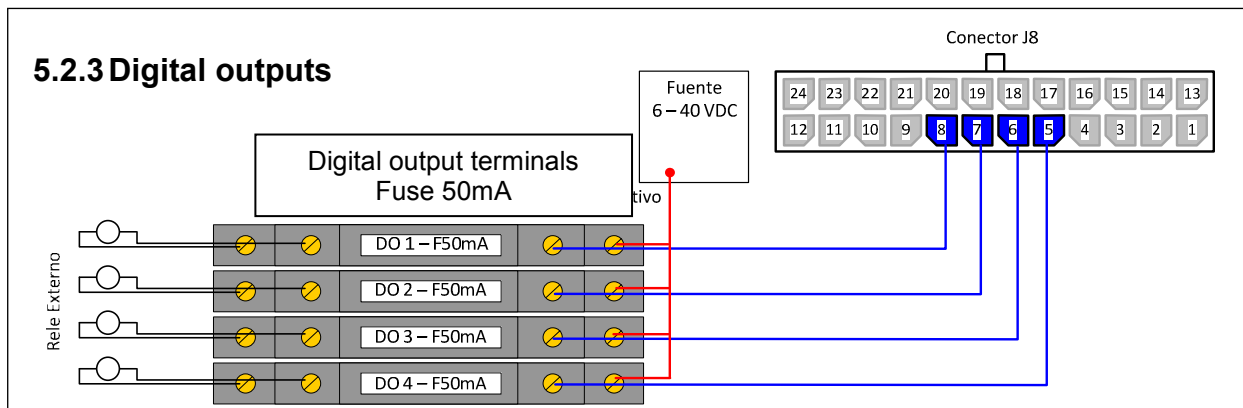 5.2.3 Digital outputs
Conector J8
Fuente
6 – 40 VDC
24 23 22 21 20 19 18 17 16 15 14 13
12 11 10 9 8 7 6 5 4 3 2 1
Digital output terminals
Fuse 50mA
tivo
Rele Externo
DO 1 – F50mA
DO 2 – F50mA
DO 3 – F50mA
DO 4 – F50mA